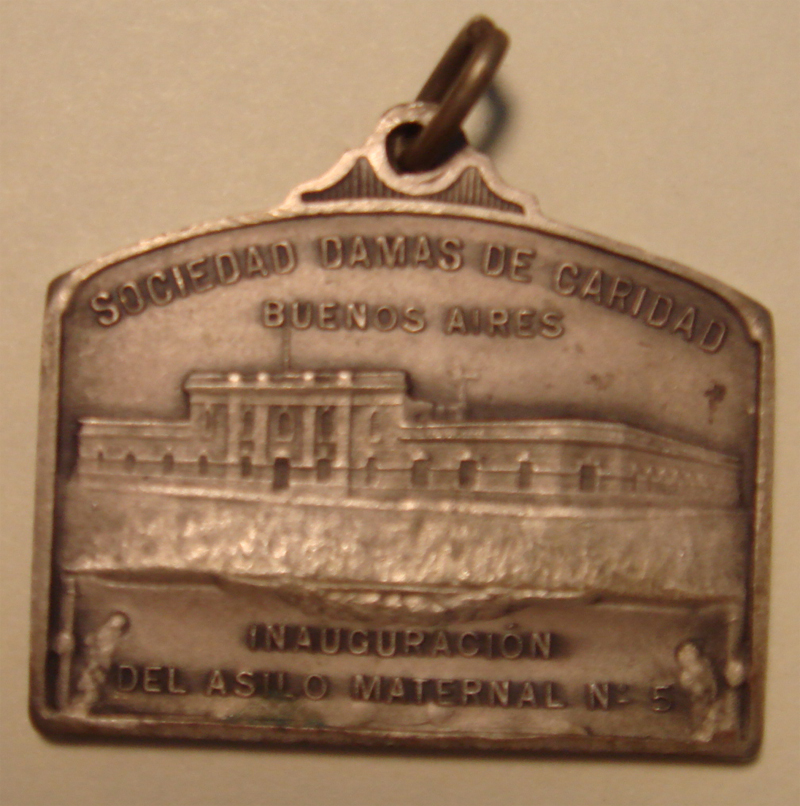 SOCIEDAD DAMAS DE CARIDAD
BUENOS AIRES
INAUGURACIÓN
DEL ASILO MATERNAL Nº 5